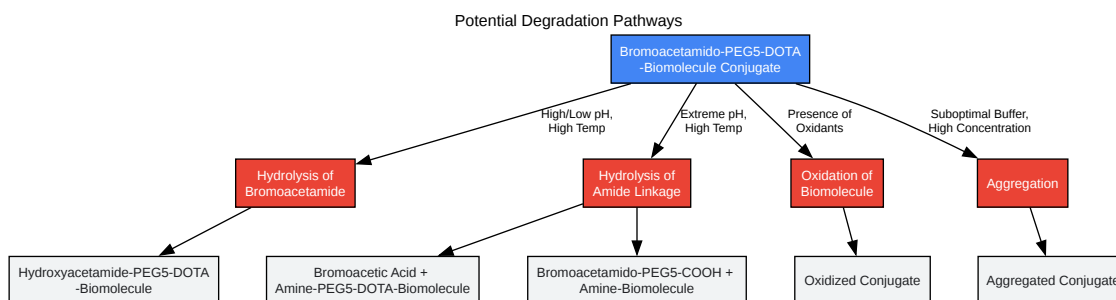 Potential Degradation Pathways
Bromoacetamido-PEG5-DOTA
-Biomolecule Conjugate
High/Low pH,
High Temp
Extreme pH,
High Temp
Presence of
Oxidants
Suboptimal Buffer,
High Concentration
Hydrolysis of
Bromoacetamide
Hydrolysis of
Amide Linkage
Oxidation of
Biomolecule
Aggregation
Hydroxyacetamide-PEG5-DOTA
-Biomolecule
Bromoacetic Acid +
Amine-PEG5-DOTA-Biomolecule
Bromoacetamido-PEG5-COOH +
Amine-Biomolecule
Oxidized Conjugate
Aggregated Conjugate